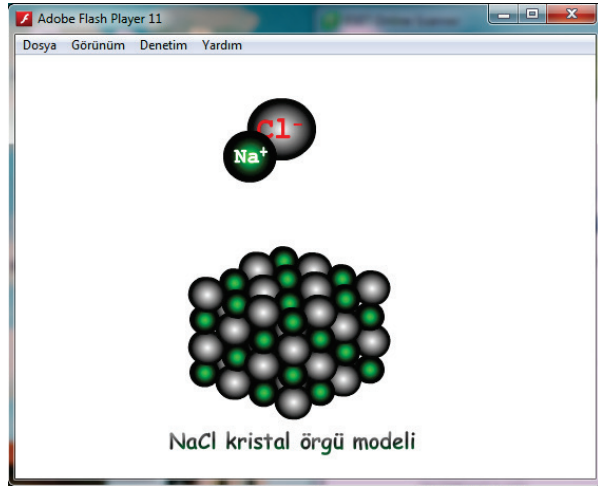 Adobe Flash Player 11
Dosya Görünüm Denetim Yardım
Cl⁻
Na⁺
NaCl kristal örgü modeli